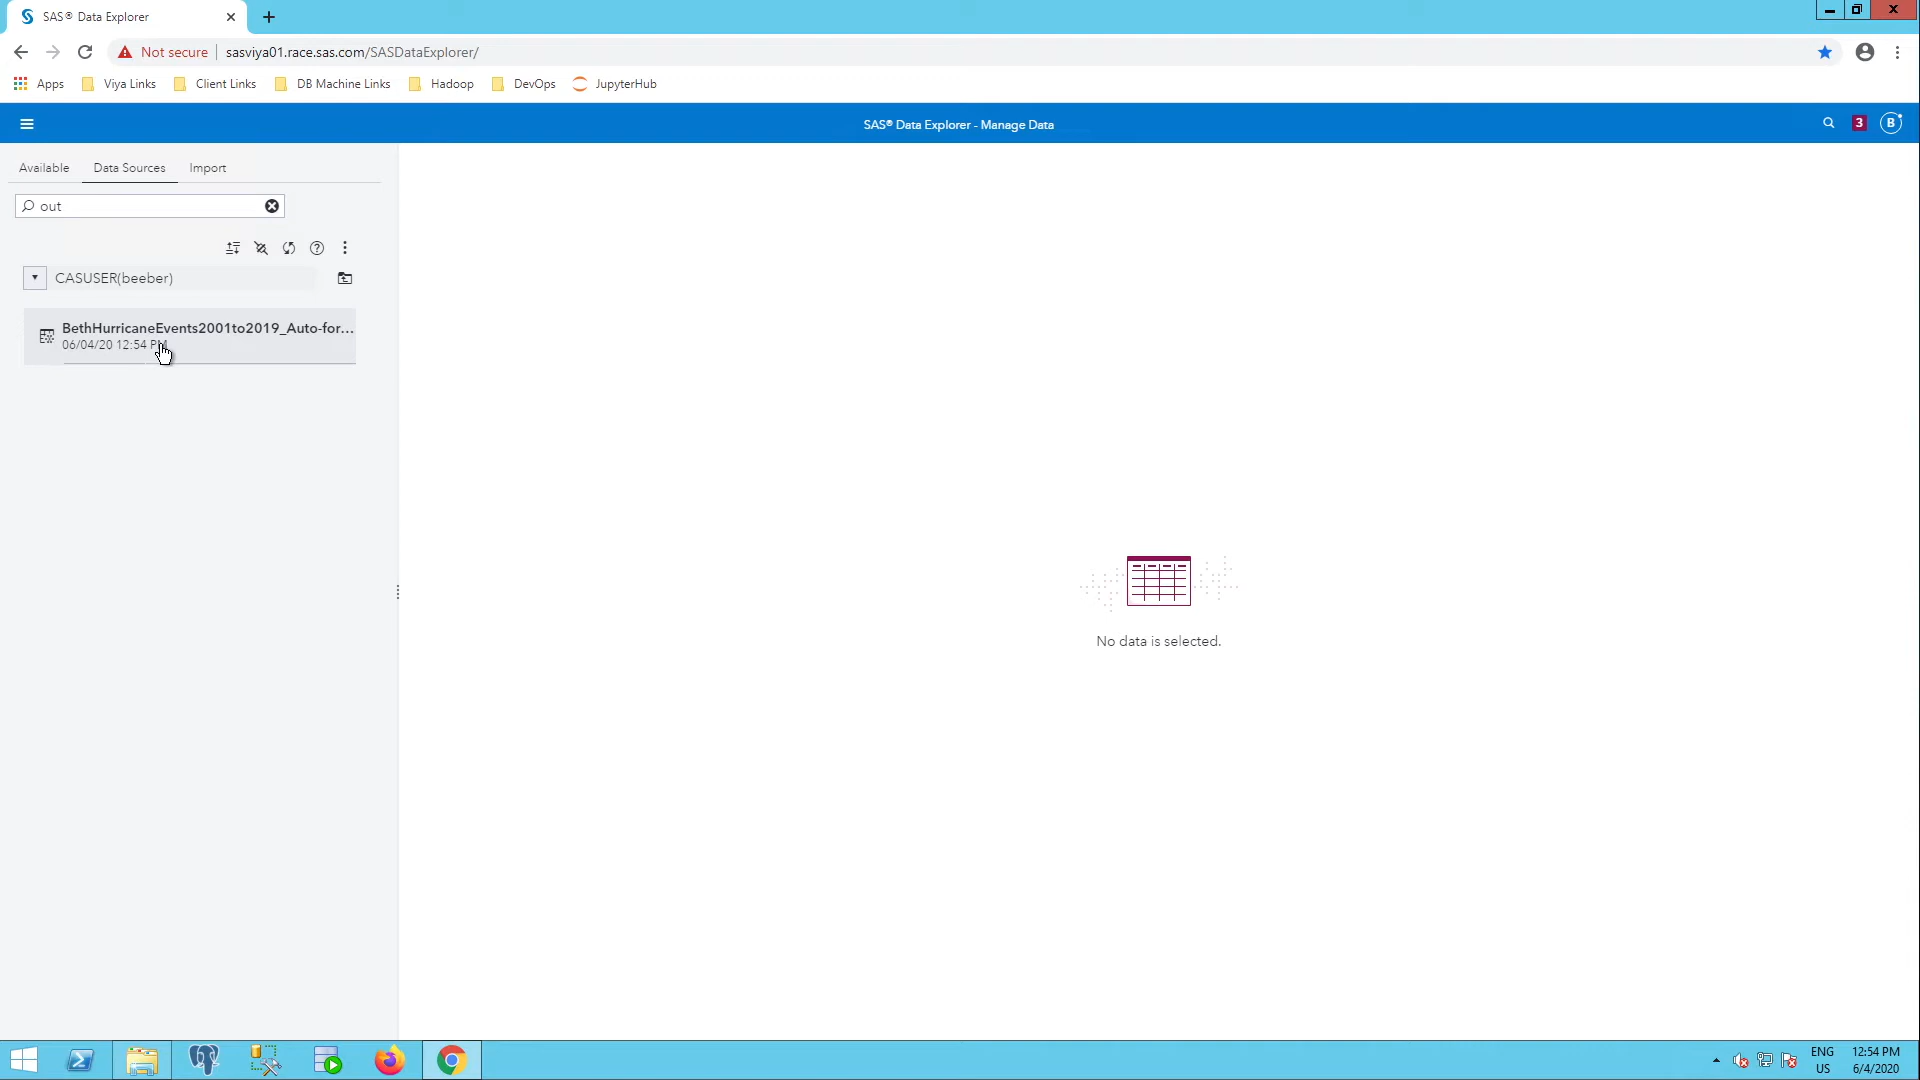 SAS® Data Explorer
Not secure | sasviya01.race.sas.com/SASDataExplorer/
Apps Viya Links Client Links DB Machine Links Hadoop DevOps JupyterHub
SAS® Data Explorer - Manage Data
3
B
Available Data Sources Import
out
CASUSER(beeber)
BethHurricaneEvents2001to2019_Auto-for...
06/04/20 12:54 PM
No data is selected.
ENG 12:54 PM
US 6/4/2020